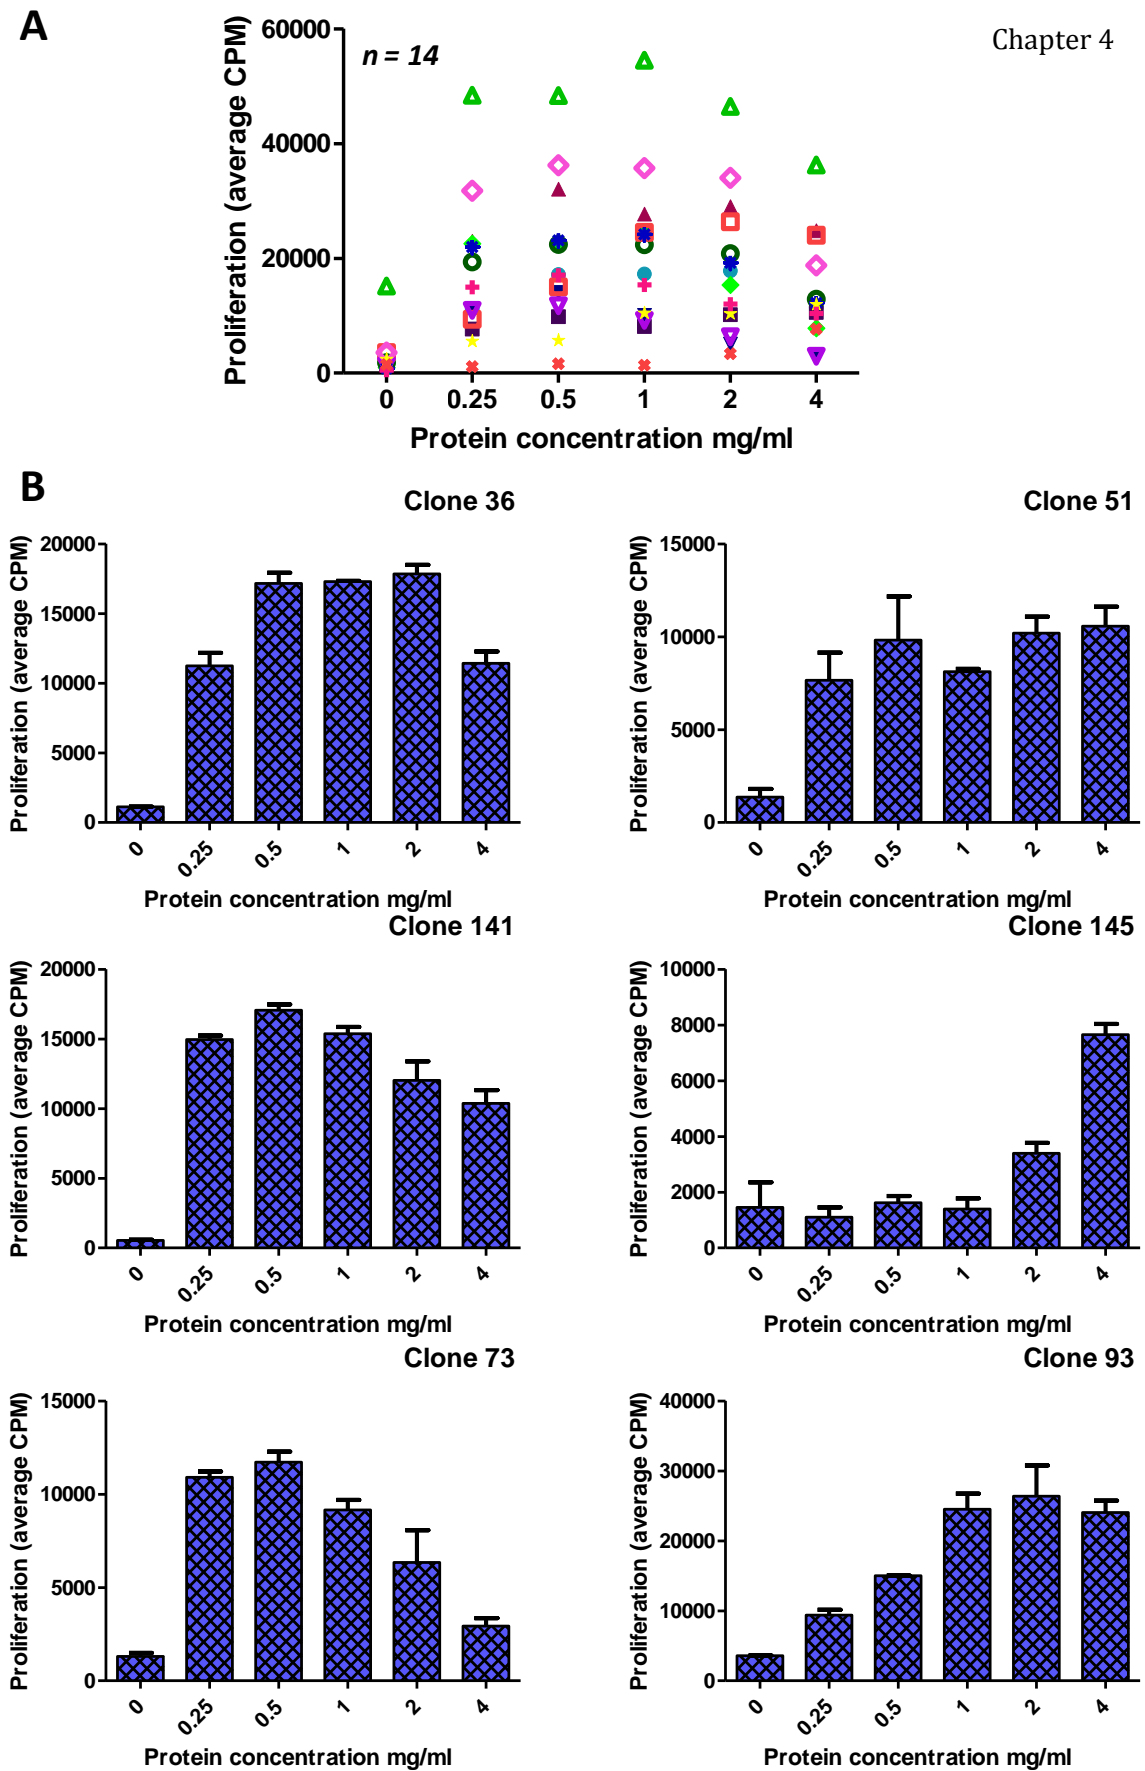 A
Chapter 4
n = 14
Proliferation (average CPM)
60000
40000
20000
0
0 0.25 0.5 1 2 4
Protein concentration mg/ml
B
Clone 36
Proliferation (average CPM)
20000
15000
10000
5000
0
0 0.25 0.5 1 2 4
Protein concentration mg/ml
Clone 51
Proliferation (average CPM)
15000
10000
5000
0
0 0.25 0.5 1 2 4
Protein concentration mg/ml
Clone 141
Proliferation (average CPM)
20000
15000
10000
5000
0
0 0.25 0.5 1 2 4
Protein concentration mg/ml
Clone 145
Proliferation (average CPM)
10000
8000
6000
4000
2000
0
0 0.25 0.5 1 2 4
Protein concentration mg/ml
Clone 73
Proliferation (average CPM)
15000
10000
5000
0
0 0.25 0.5 1 2 4
Protein concentration mg/ml
Clone 93
Proliferation (average CPM)
40000
30000
20000
10000
0
0 0.25 0.5 1 2 4
Protein concentration mg/ml